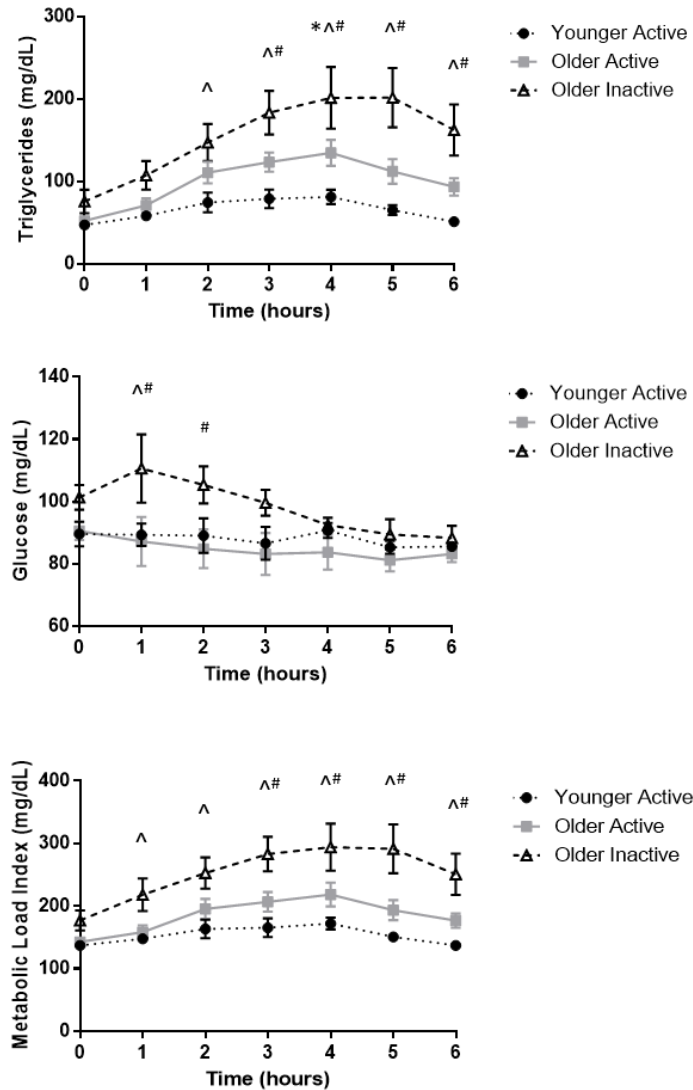 300
200
100
0
Triglycerides (mg/dL)
^
^#
*^#
^#
^#
0 1 2 3 4 5 6
Time (hours)
Younger Active
Older Active
Older Inactive
140
120
100
80
60
Glucose (mg/dL)
^#
#
0 1 2 3 4 5 6
Time (hours)
Younger Active
Older Active
Older Inactive
400
300
200
100
0
Metabolic Load Index (mg/dL)
^
^
^#
^#
^#
^#
0 1 2 3 4 5 6
Time (hours)
Younger Active
Older Active
Older Inactive